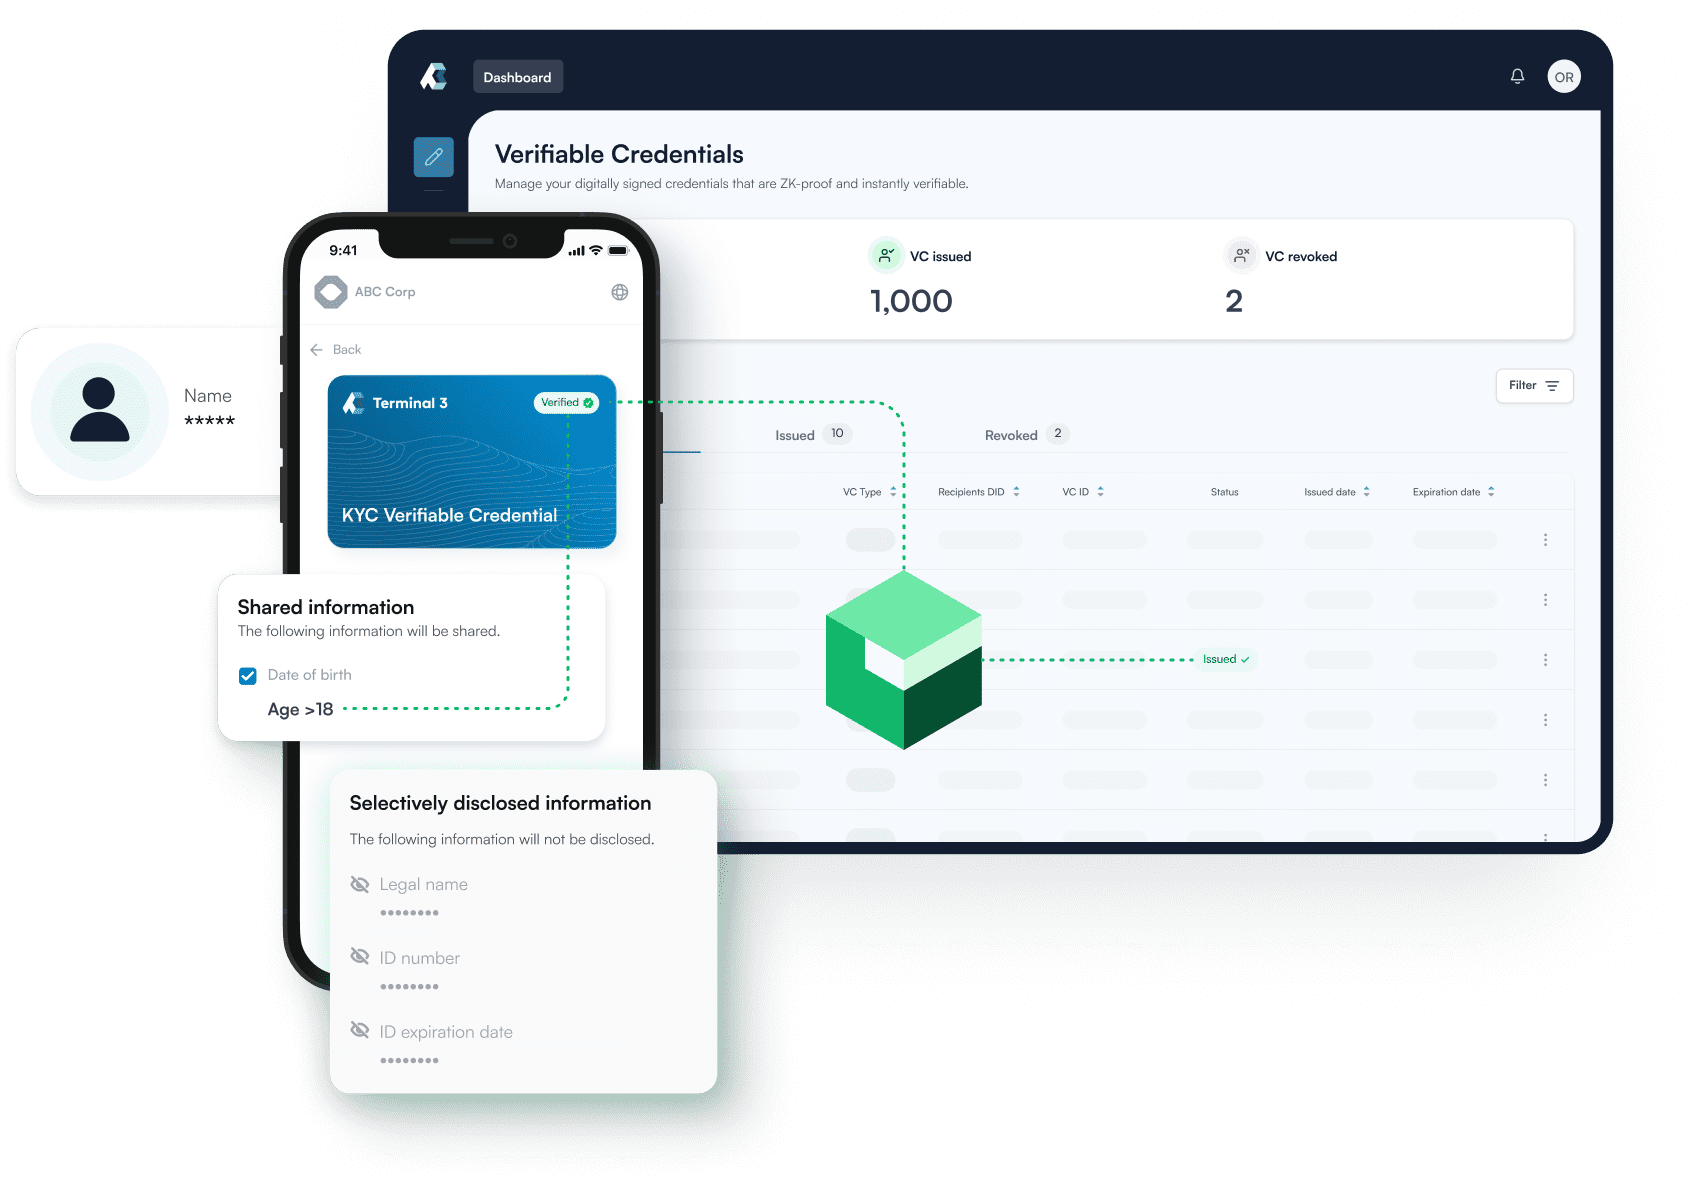 Dashboard
OR
Verifiable Credentials
Manage your digitally signed credentials that are ZK-proof and instantly verifiable.
VC issued
1,000
VC revoked
2
Filter
Issued 10
Revoked 2
VC Type
Recipients DID
VC ID
Status
Issued date
Expiration date
Issued
9:41
ABC Corp
Back
Terminal 3
Verified
KYC Verifiable Credential
Name
*****
Shared information
The following information will be shared.
Date of birth
Age >18
Selectively disclosed information
The following information will not be disclosed.
Legal name
••••••••
ID number
••••••••
ID expiration date
••••••••